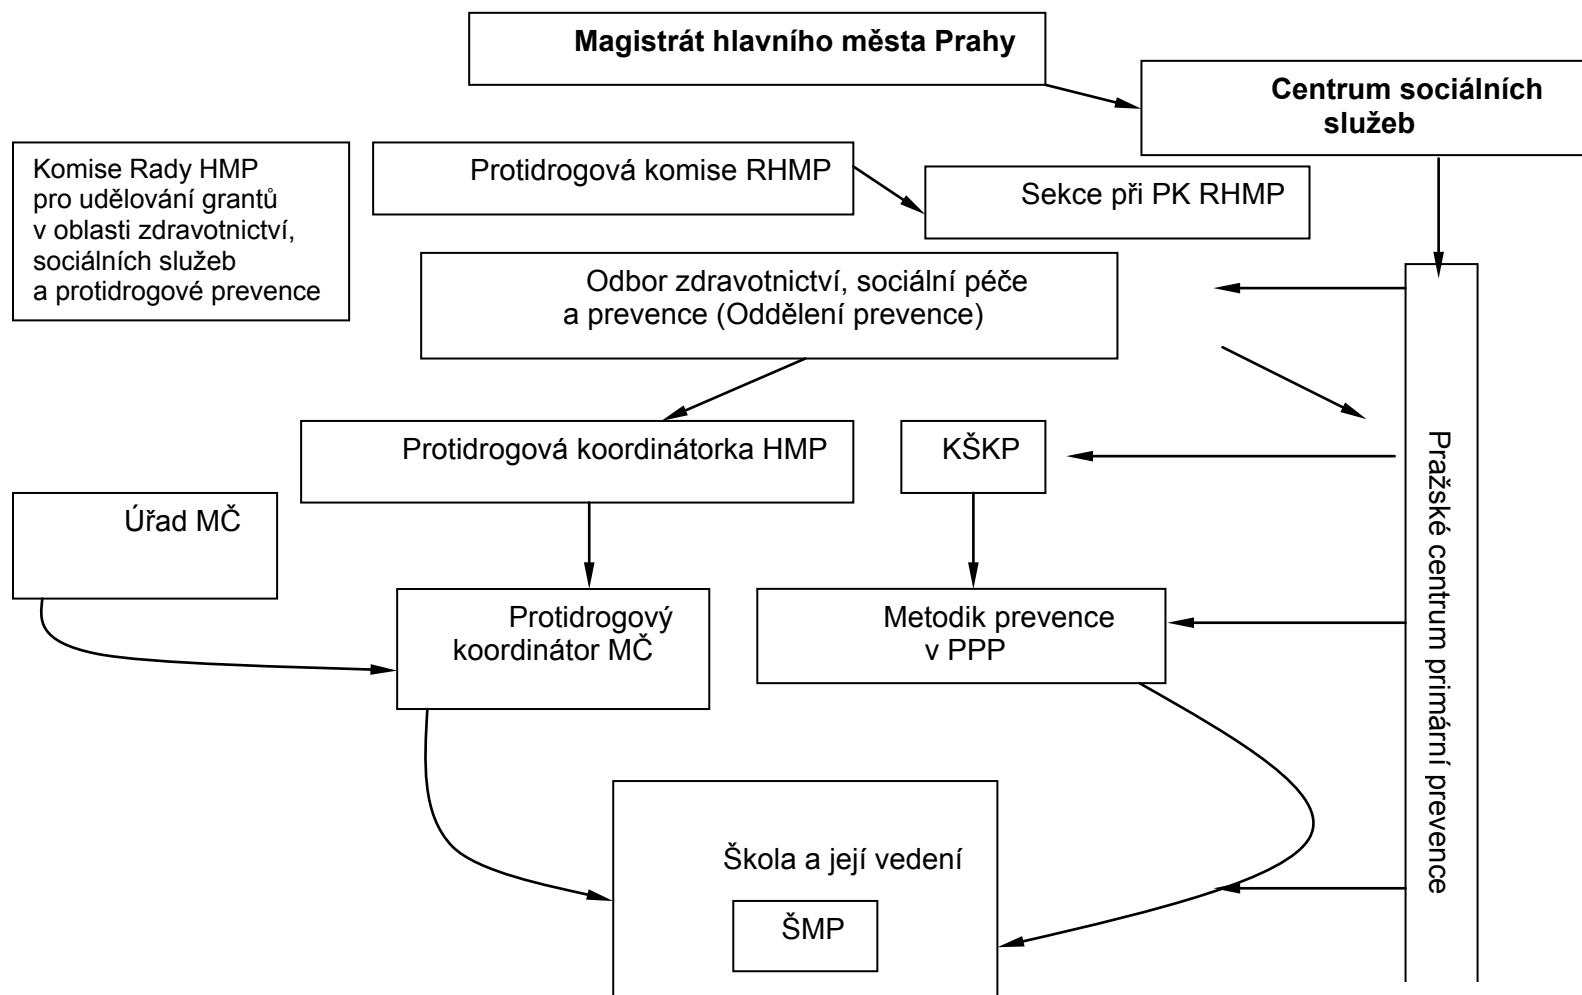 Magistrát hlavního města Prahy
Centrum sociálních
služeb
Komise Rady HMP
pro udělování grantů
v oblasti zdravotnictví,
sociálních služeb
a protidrogové prevence
Protidrogová komise RHMP
Sekce při PK RHMP
Odbor zdravotnictví, sociální péče
a prevence (Oddělení prevence)
Protidrogová koordinátorka HMP
KŠKP
Úřad MČ
Protidrogový
koordinátor MČ
Metodik prevence
v PPP
Pražské centrum primární prevence
Škola a její vedení
ŠMP